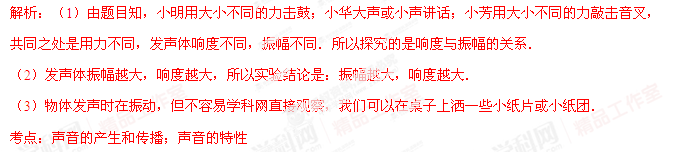 解析：（1）由题目知，小明用大小不同的力击鼓；小华大声或小声讲话；小芳用大小不同的力敲击音叉，
共同之处是用力不同，发声体响度不同，振幅不同．所以探究的是响度与振幅的关系．
（2）发声体振幅越大，响度越大，所以实验结论是：振幅越大，响度越大．
（3）物体发声时在振动，但不容易学科网直接观察，我们可以在桌子上洒一些小纸片或小纸团．
考点：声音的产生和传播；声音的特性